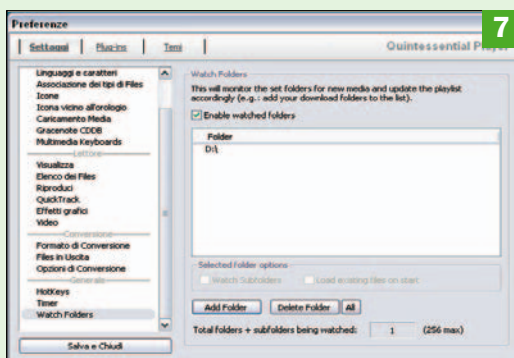 Preferenze
7
Settaggi
Plug-ins
Temi
Quintessential Player
Linguaggi e caratteri
Associazione dei tipi di Files
Icone
Icona vicino all'orologio
Caricamento Media
Gracenote CDDB
Multimedia Keyboards
Lettore
Visualizza
Elenco dei Files
Riproduci
QuickTrack
Effetti grafici
Video
Conversione
Formato di Conversione
Files in Uscita
Opzioni di Conversione
Generale
HotKeys
Timer
Watch Folders
Salva e Chiudi
Watch Folders
This will monitor the set folders for new media and update the playlist
accordingly (e.g.: add your download folders to the list).
Enable watched folders
Folder
D:\
Selected folder options
Watch Subfolders
Load existing files on start
Add Folder
Delete Folder
All
Total folders + subfolders being watched:
1
(256 max)